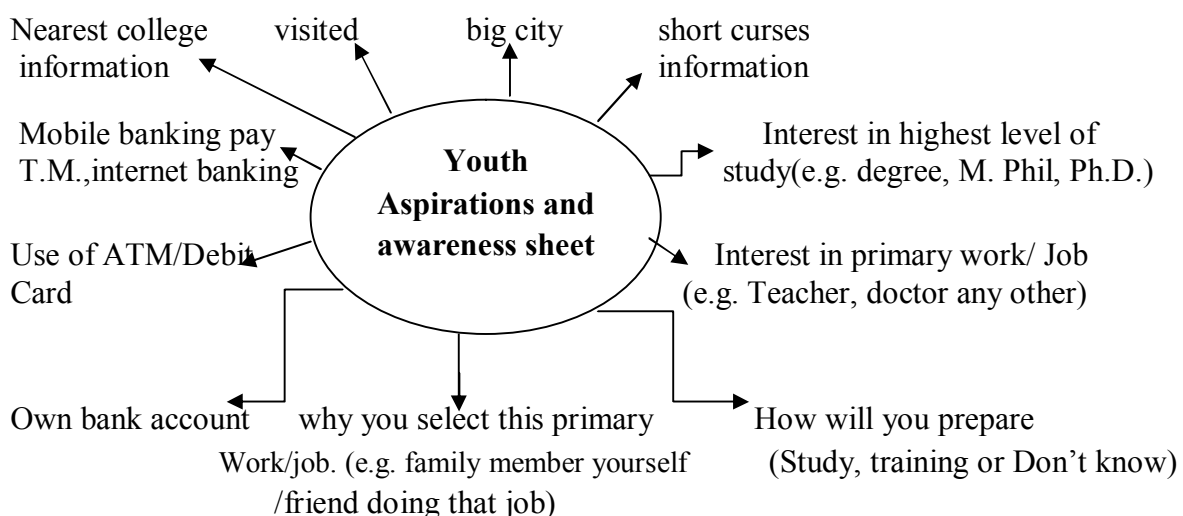 Nearest college visited big city short curses
information information
Mobile banking pay Interest in highest level of
T.M.,internet banking study(e.g. degree, M. Phil, Ph.D.)
Youth
Aspirations and
awareness sheet
Use of ATM/Debit Interest in primary work/ Job
Card (e.g. Teacher, doctor any other)
Own bank account why you select this primary How will you prepare
Work/job. (e.g. family member yourself (Study, training or Don’t know)
/friend doing that job)